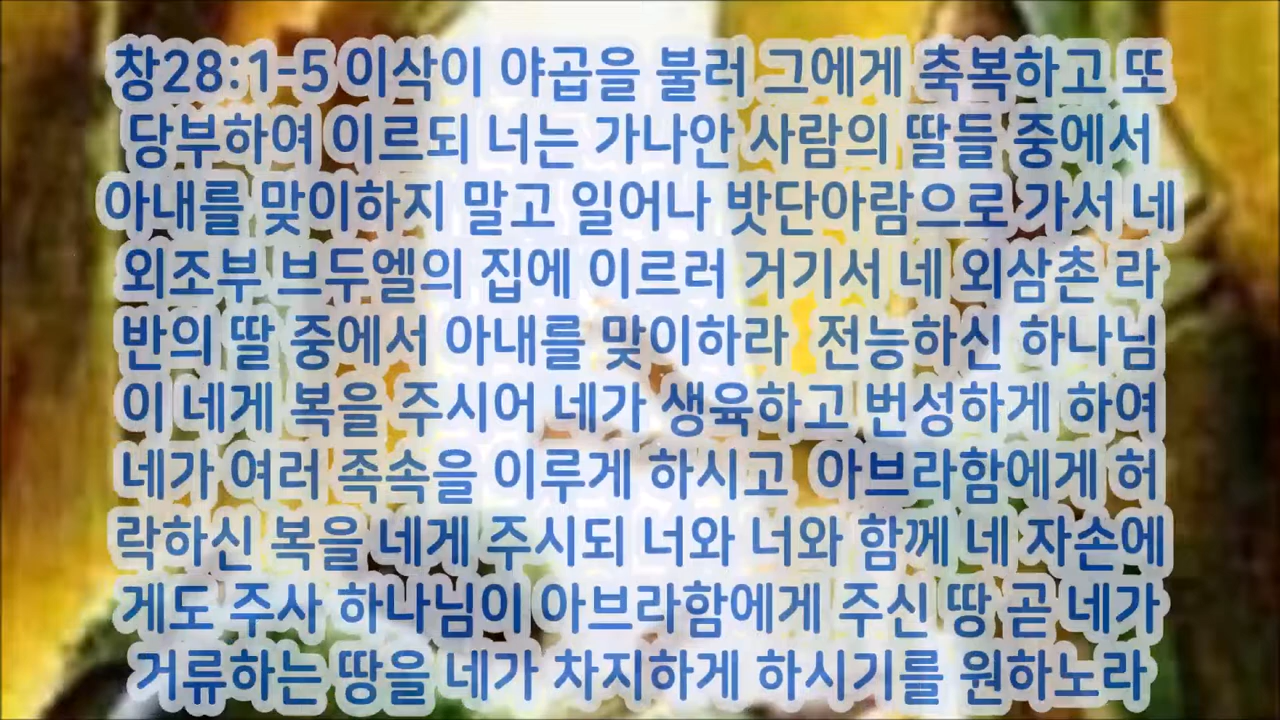 창28:1-5 이삭이 야곱을 불러 그에게 축복하고 또
당부하여 이르되 너는 가나안 사람의 딸들 중에서
아내를 맞이하지 말고 일어나 밧단아람으로 가서 네
외조부 브두엘의 집에 이르러 거기서 네 외삼촌 라
반의 딸 중에서 아내를 맞이하라 전능하신 하나님
이 네게 복을 주시어 네가 생육하고 번성하게 하여
네가 여러 족속을 이루게 하시고 아브라함에게 허
락하신 복을 네게 주시되 너와 너와 함께 네 자손에
게도 주사 하나님이 아브라함에게 주신 땅 곧 네가
거류하는 땅을 네가 차지하게 하시기를 원하노라